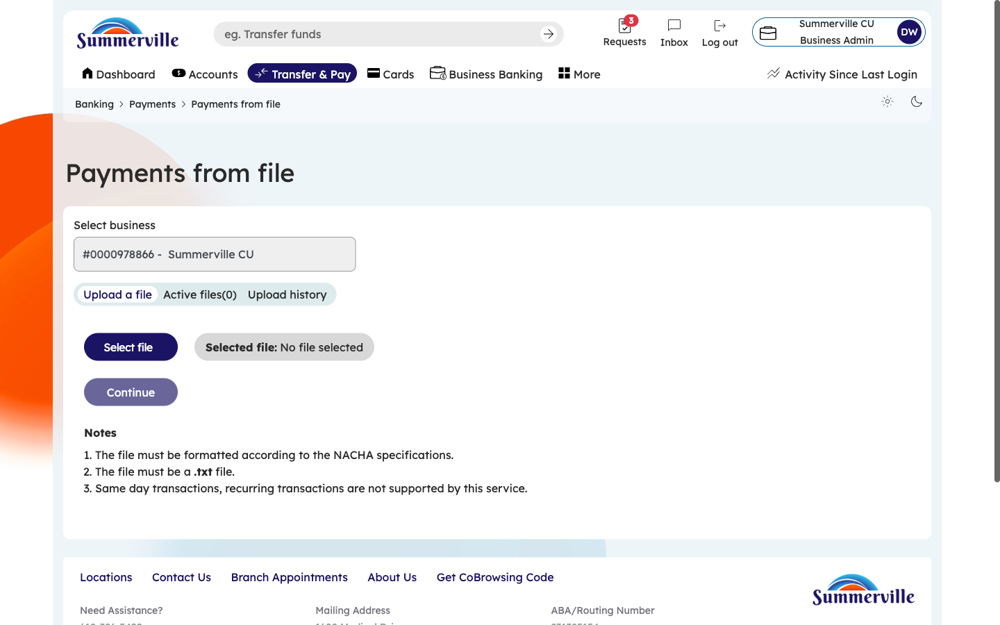 Summerville
eg. Transfer funds
3
Requests
Inbox
Log out
Summerville CU
Business Admin
DW
Dashboard
Accounts
Transfer & Pay
Cards
Business Banking
More
Activity Since Last Login
Banking > Payments > Payments from file
Payments from file
Select business
#0000978866 - Summerville CU
Upload a file
Active files(0)
Upload history
Select file
Selected file: No file selected
Continue
Notes
1. The file must be formatted according to the NACHA specifications.
2. The file must be a .txt file.
3. Same day transactions, recurring transactions are not supported by this service.
Locations
Contact Us
Branch Appointments
About Us
Get CoBrowsing Code
Summerville
Need Assistance?
Mailing Address
ABA/Routing Number